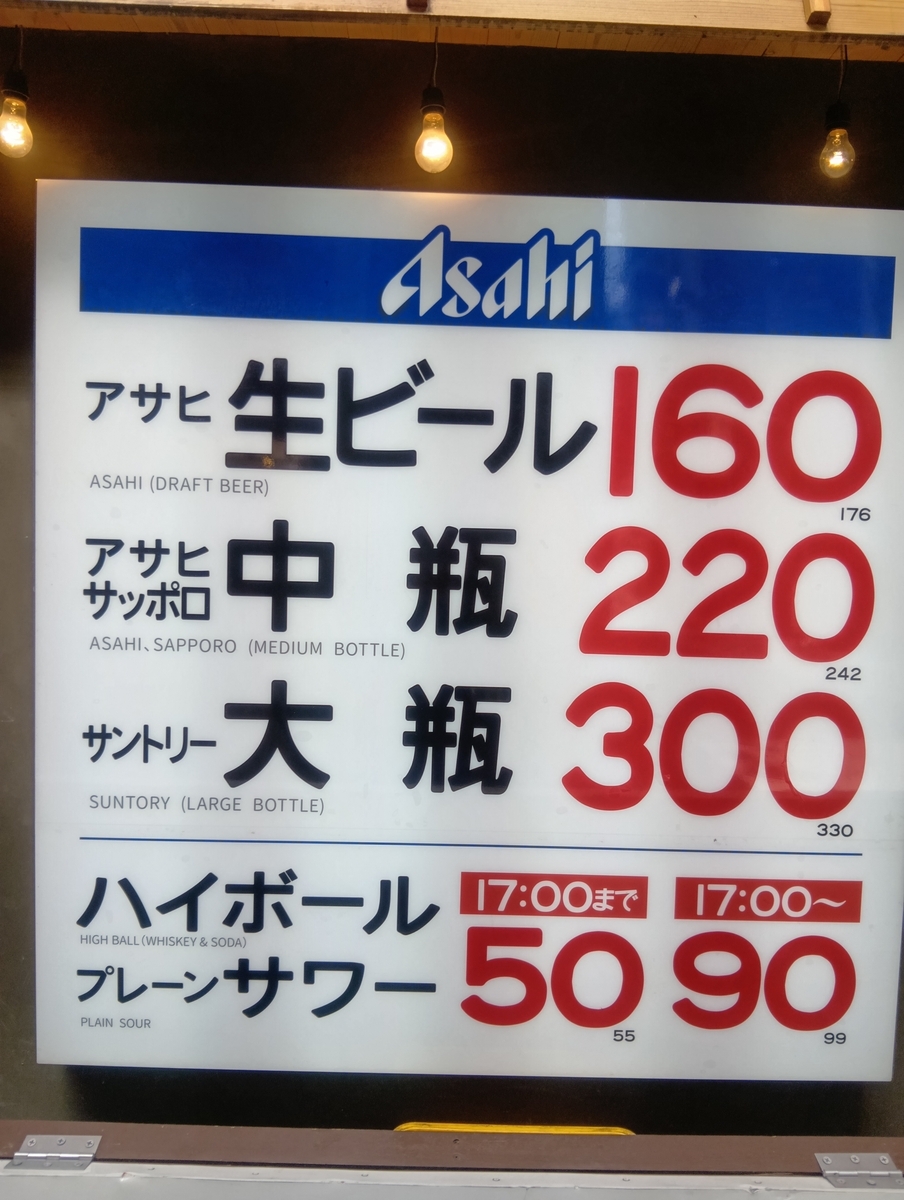 Asahi
アサヒ 生ビール 160
ASAHI (DRAFT BEER)
176
アサヒ
サッポロ 中瓶 220
ASAHI、SAPPORO (MEDIUM BOTTLE)
242
サントリー 大瓶 300
SUNTORY (LARGE BOTTLE)
330
ハイボール 17:00まで 17:00〜
HIGH BALL (WHISKEY & SODA)
プレーンサワー 50 90
PLAIN SOUR
55 99